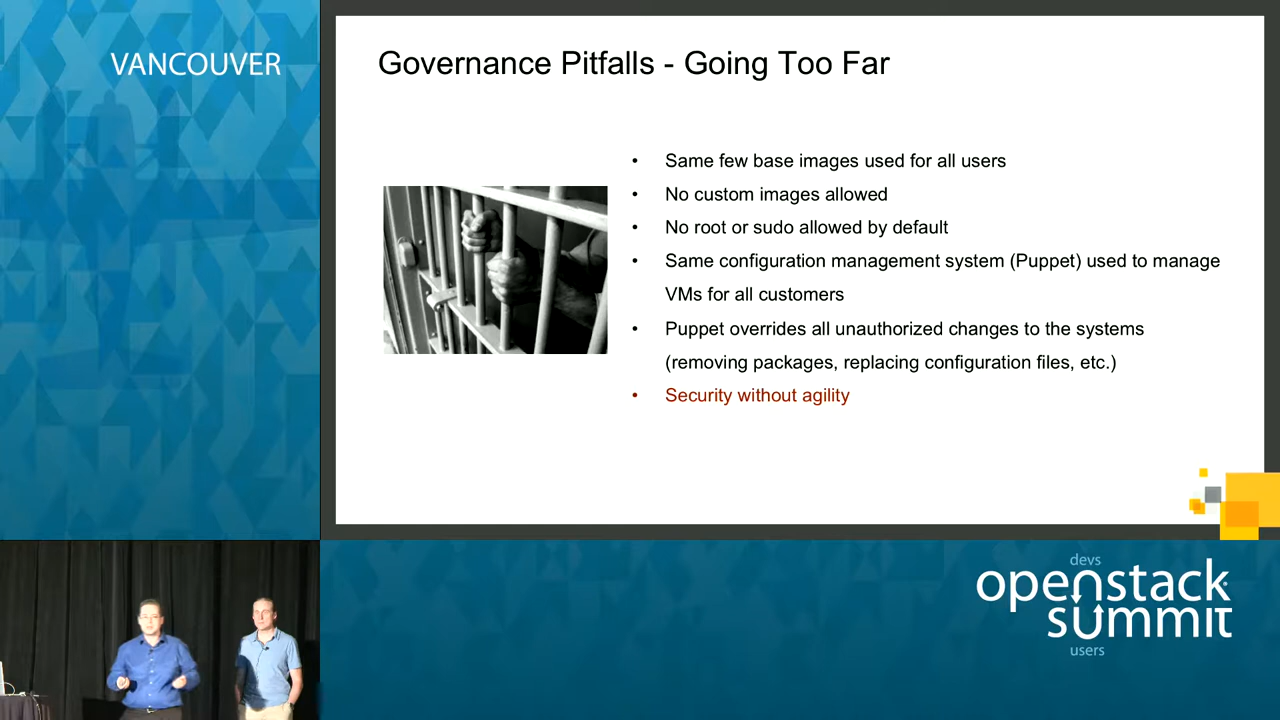 VANCOUVER
Governance Pitfalls - Going Too Far
• Same few base images used for all users
• No custom images allowed
• No root or sudo allowed by default
• Same configuration management system (Puppet) used to manage
VMs for all customers
• Puppet overrides all unauthorized changes to the systems
(removing packages, replacing configuration files, etc.)
• Security without agility
devs
openstack
summit
users